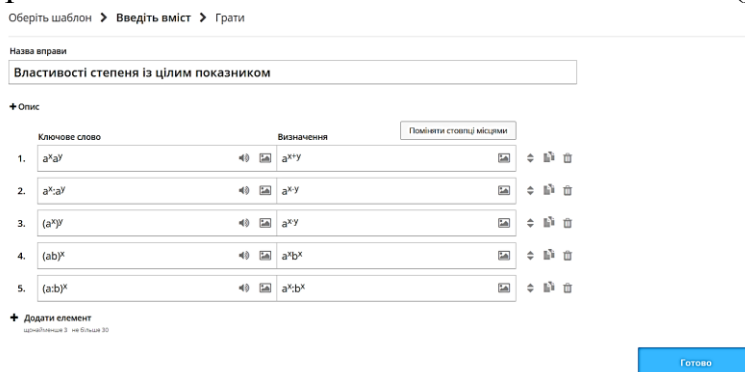 Оберіть шаблон > Введіть вміст > Грати
Назва вправи
Властивості степеня із цілим показником
+ Опис
Ключове слово Визначення Поміняти стовпці місцями
1. aˣaʸ aˣ⁺ʸ
2. aˣ:aʸ aˣ⁻ʸ
3. (aˣ)ʸ aˣ·ʸ
4. (ab)ˣ aˣbˣ
5. (a:b)ˣ aˣ:bˣ
+ Додати елемент
щонайменше 3 не більше 30
Готово